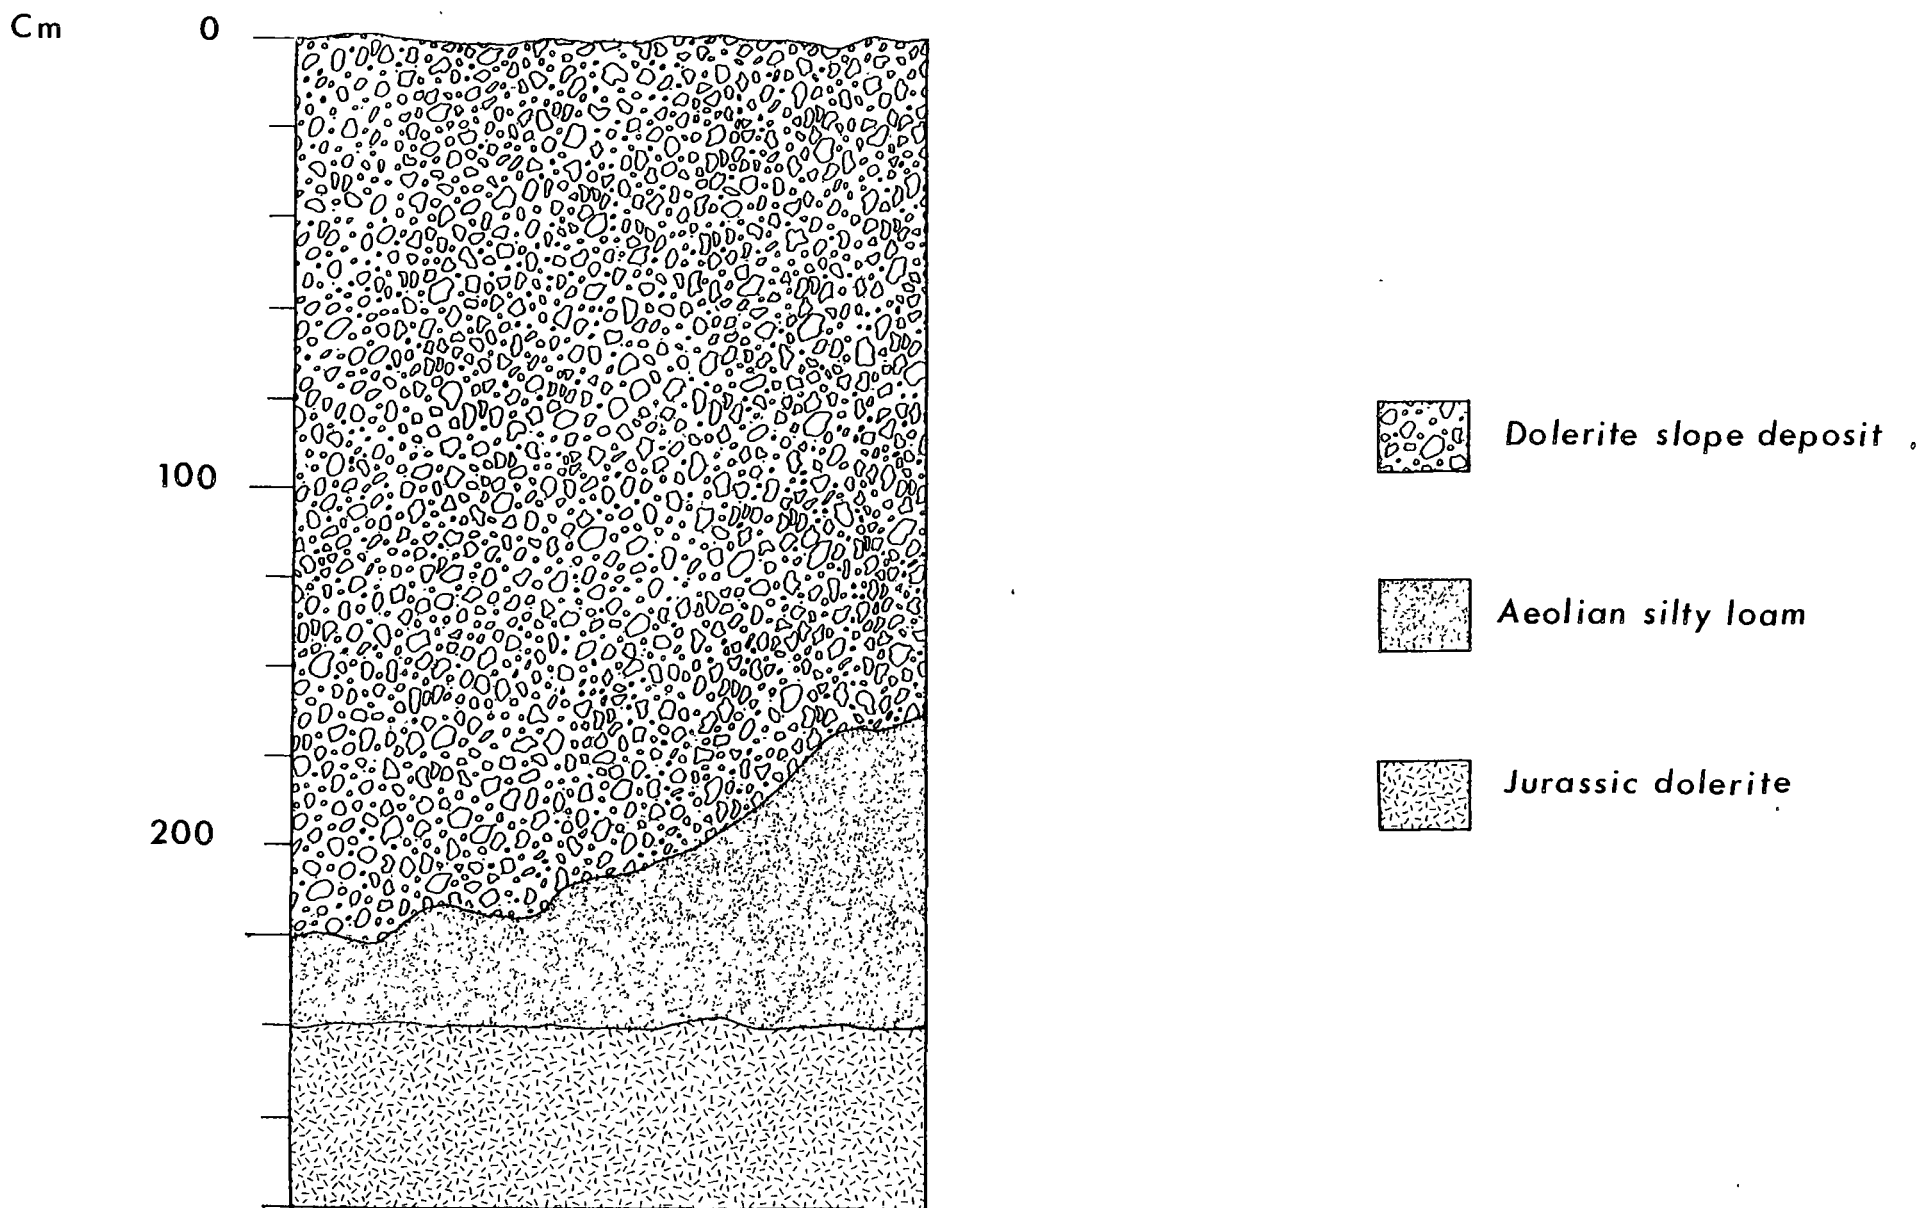 Cm
0
100
200
Dolerite slope deposit
Aeolian silty loam
Jurassic dolerite